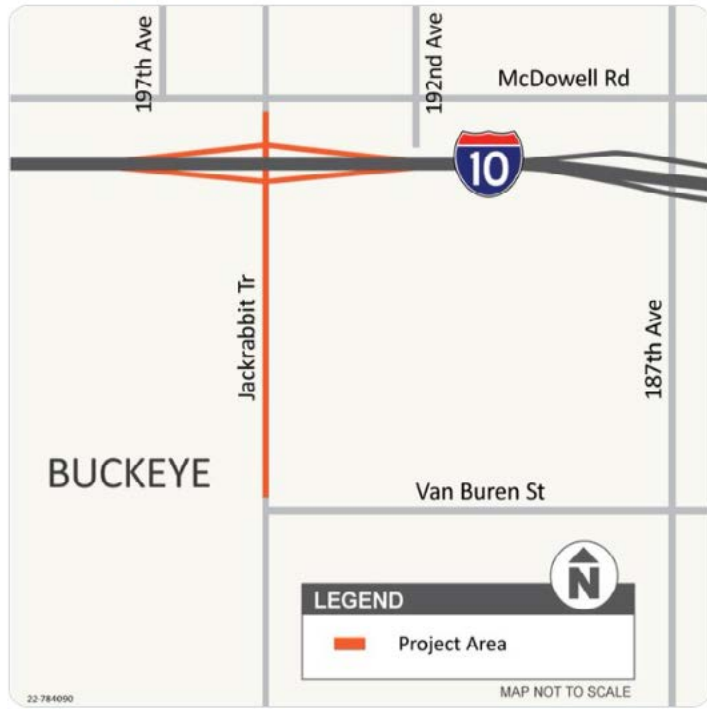 197th Ave
192nd Ave
McDowell Rd
10
Jackrabbit Tr
187th Ave
BUCKEYE
Van Buren St
N
LEGEND
Project Area
22-784090
MAP NOT TO SCALE